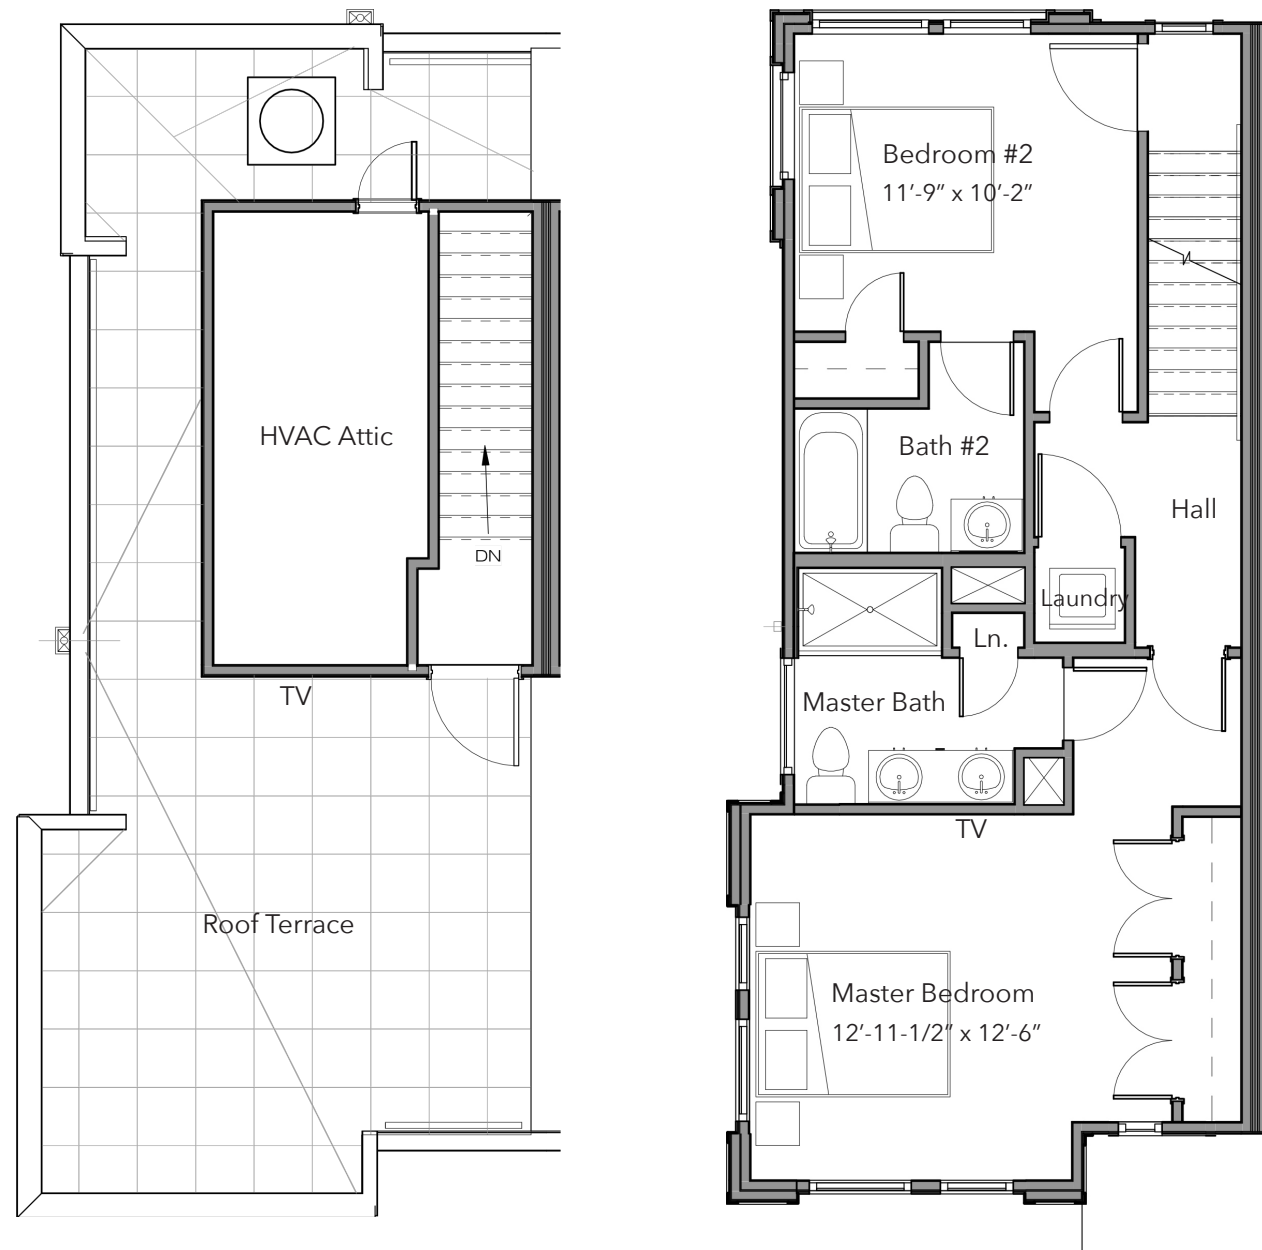 HVAC Attic
DN
TV
Roof Terrace
Bedroom #2
11’-9” x 10’-2”
Bath #2
Hall
Laundry
Ln.
Master Bath
TV
Master Bedroom
12’-11-1/2” x 12’-6”